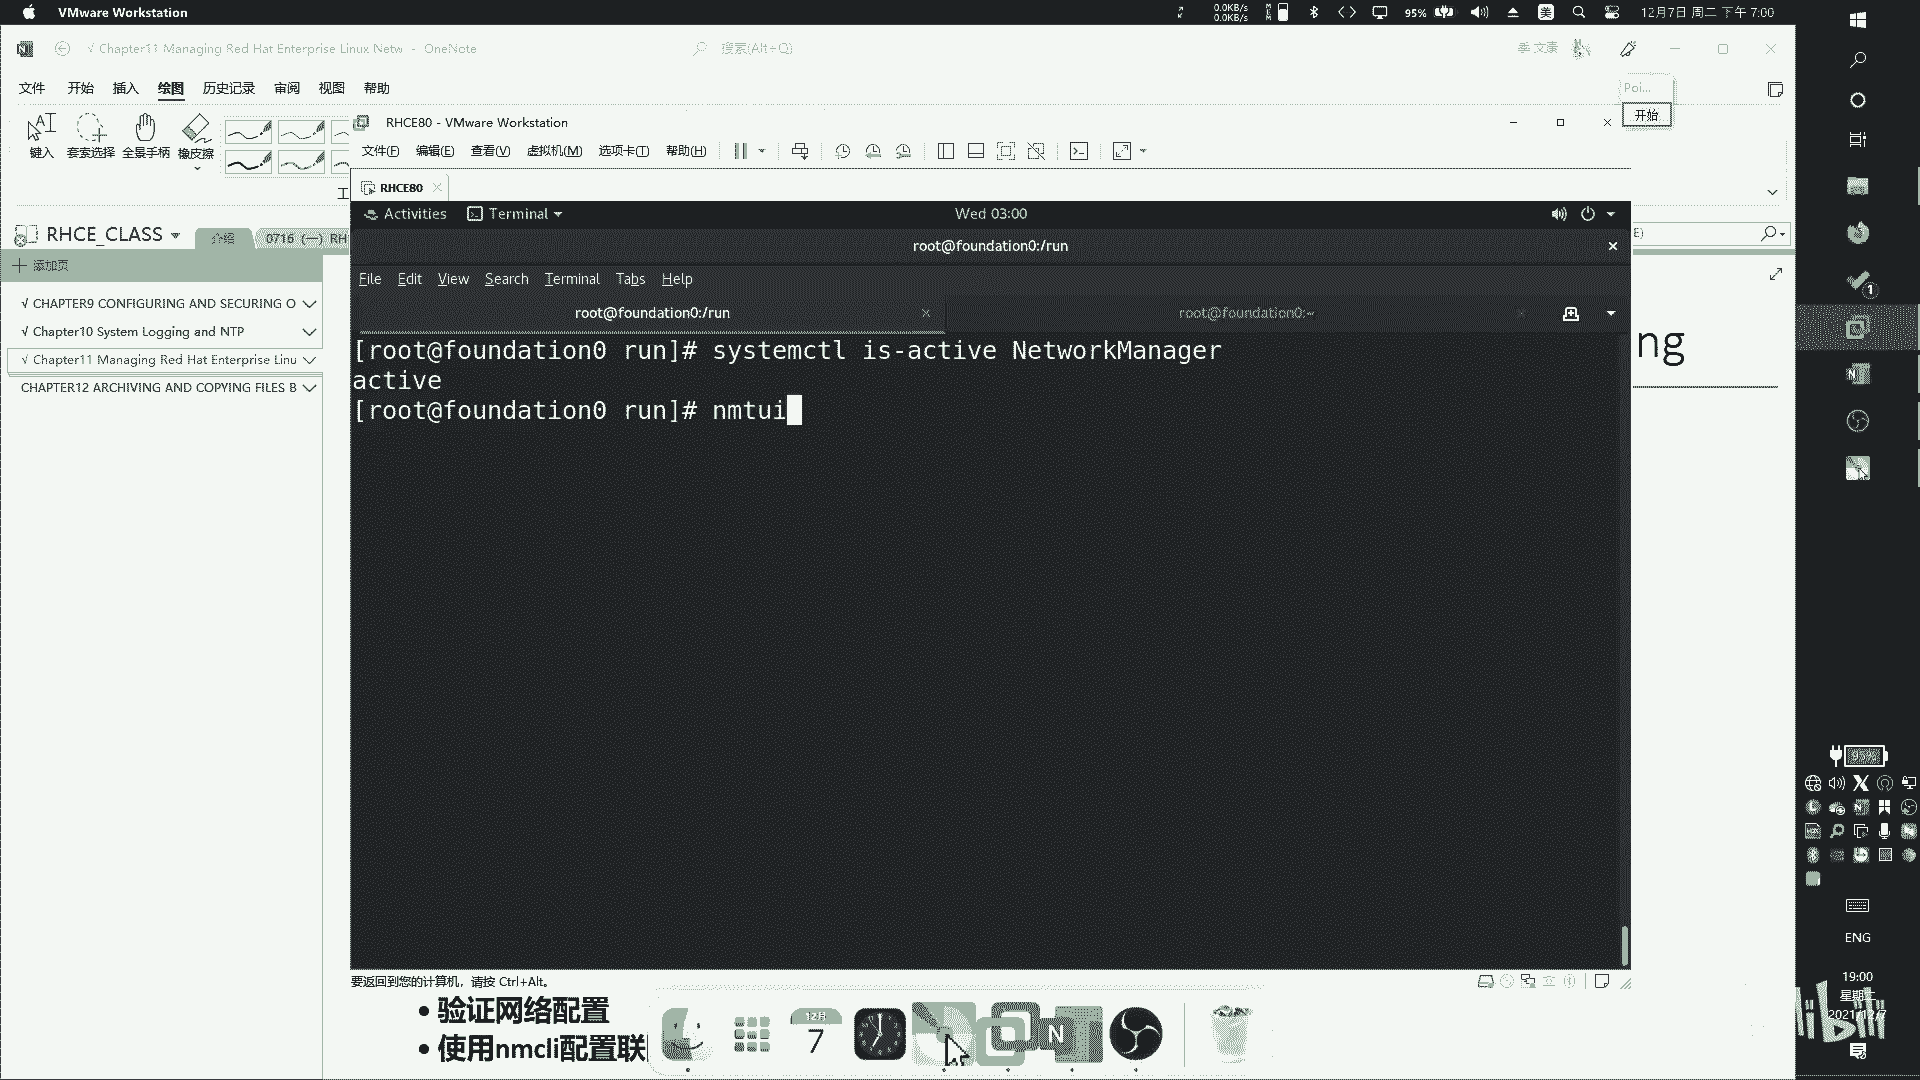 VMware Workstation
0.0KB/s
0.0KB/s
95%
美
12月7日 周二 下午 7:00
√ Chapter11 Managing Red Hat Enterprise Linux Netw - OneNote
搜索(Alt+Q)
文件 开始 插入 绘图 历史记录 审阅 视图 帮助
Poi...
开始
键入 套索选择 全景手柄 橡皮擦
工
RHCE80 - VMware Workstation
文件(F) 编辑(E) 查看(V) 虚拟机(M) 选项卡(T) 帮助(H)
RHCE80
RHCE_CLASS
介绍
0716 (一) RH
添加页
√ CHAPTER9 CONFIGURING AND SECURING O
√ Chapter10 System Logging and NTP
√ Chapter11 Managing Red Hat Enterprise Linu
CHAPTER12 ARCHIVING AND COPYING FILES B
E)
ng
Activities Terminal Wed 03:00
root@foundation0:/run
File Edit View Search Terminal Tabs Help
root@foundation0:/run root@foundation0:~
[root@foundation0 run]# systemctl is-active NetworkManager
active
[root@foundation0 run]# nmtui
要返回到您的计算机，请按 Ctrl+Alt。
• 验证网络配置
• 使用nmcli配置联
12月
7
N
1
N
95%
ENG
19:00
2021/12/7